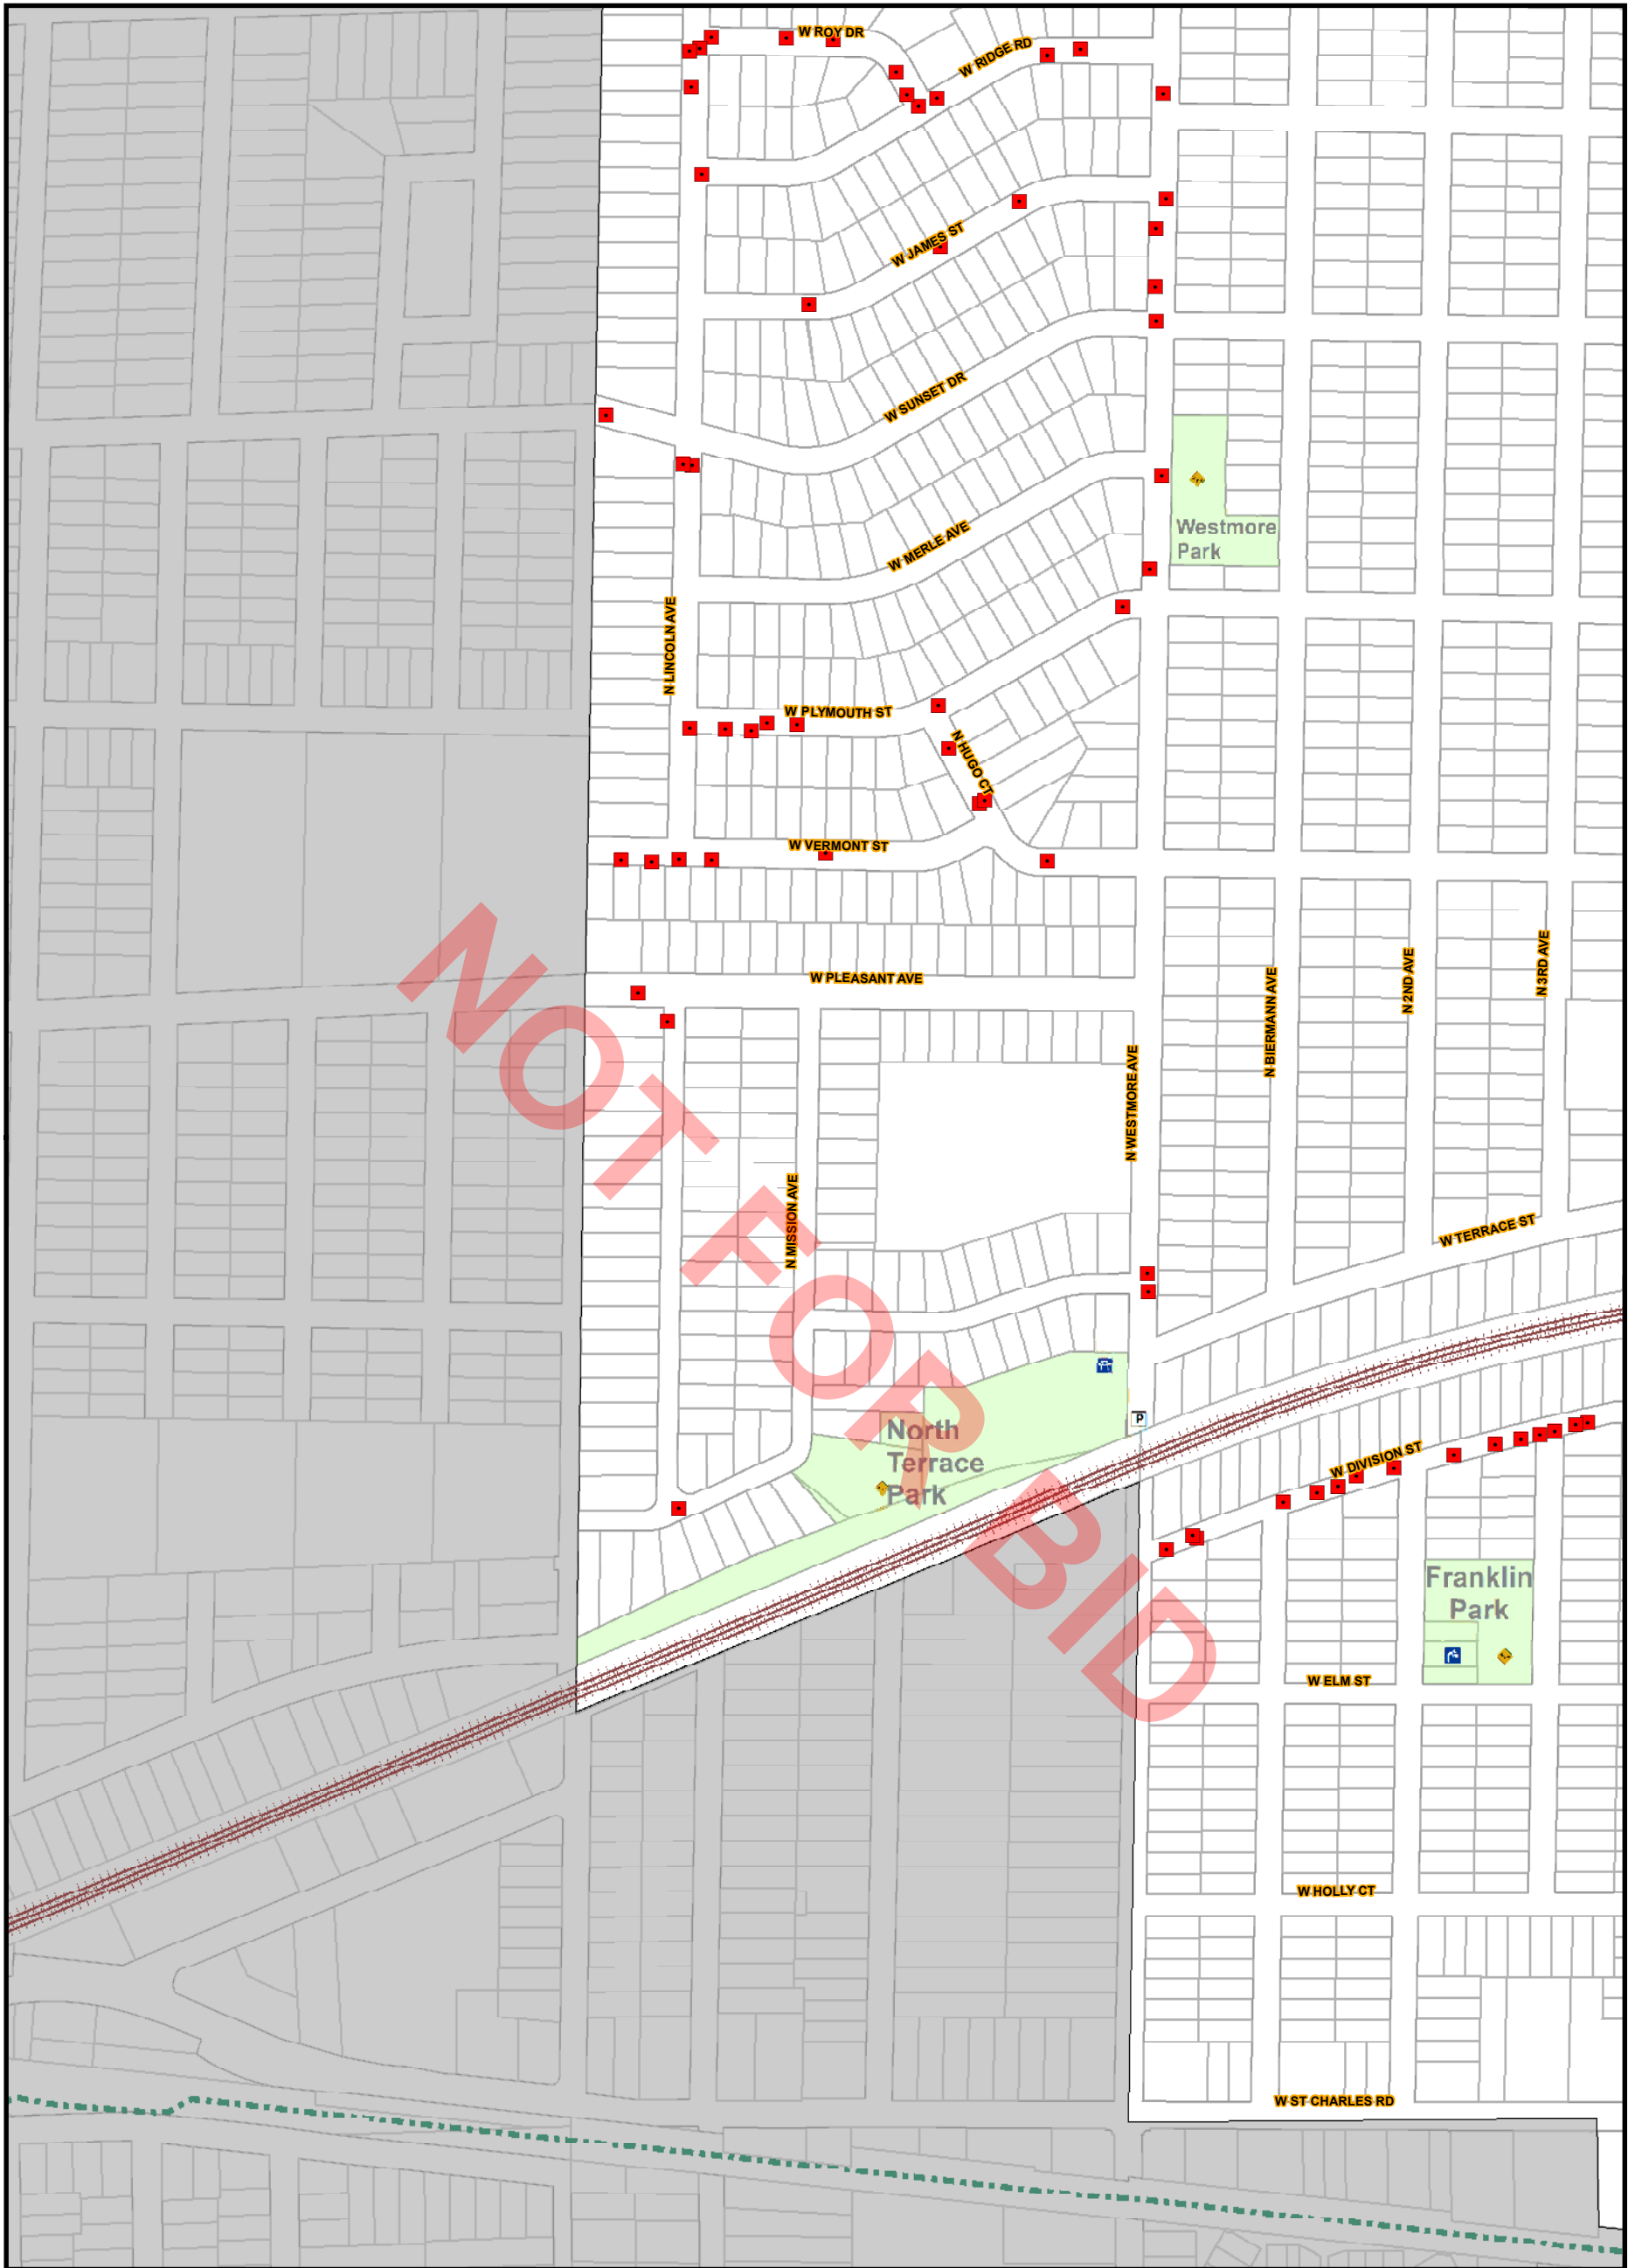 W ROY DR
W RIDGE RD
W JAMES ST
W SUNSET DR
Westmore
Park
W MERLE AVE
N LINCOLN AVE
W PLYMOUTH ST
N HUGO CT
W VERMONT ST
W PLEASANT AVE
N BIERMANN AVE
N 2ND AVE
N 3RD AVE
N WESTMORE AVE
N MISSION AVE
W TERRACE ST
NOT FOR BID
P
North
Terrace
Park
W DIVISION ST
Franklin
Park
W ELM ST
W HOLLY CT
W ST CHARLES RD